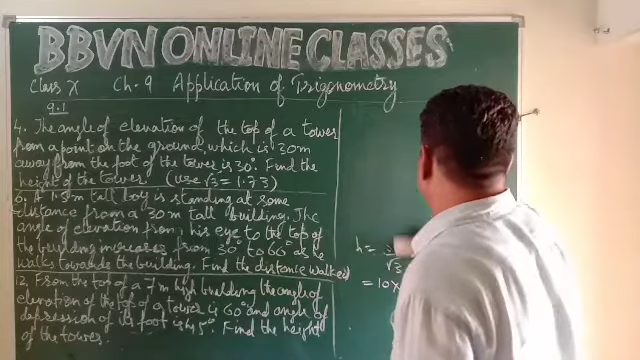 BBVN ONLINE CLASSES
Class X Ch. 9 Application of Trigonometry
9.1
4. The angle of elevation of the top of a tower
from a point on the ground, which is 30m
away from the foot of the tower is 30°. Find the
height of the tower. (use √3 = 1.73)
6. A 1.5m tall boy is standing at some
distance from a 30m tall building. The
angle of elevation from his eye to the top of
the building increases from 30° to 60° as he
walks towards the building. Find the distance walked
12. From the top of a 7m high building the angle of
elevation of the top of a tower is 60° and angle of
depression of its foot is 45°. Find the height
of the tower.
h =
√3
= 10×